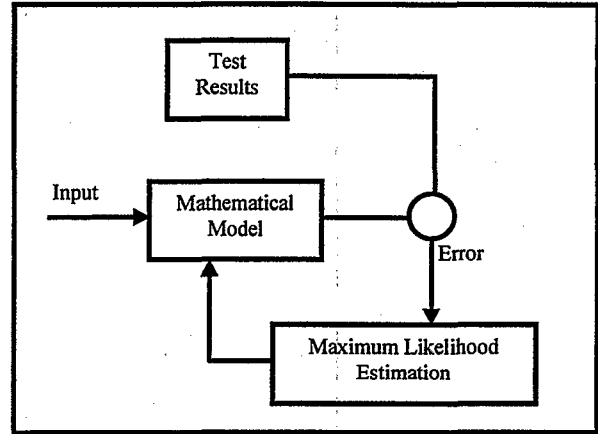 Test
Results
Input
Mathematical
Model
Error
Maximum Likelihood
Estimation